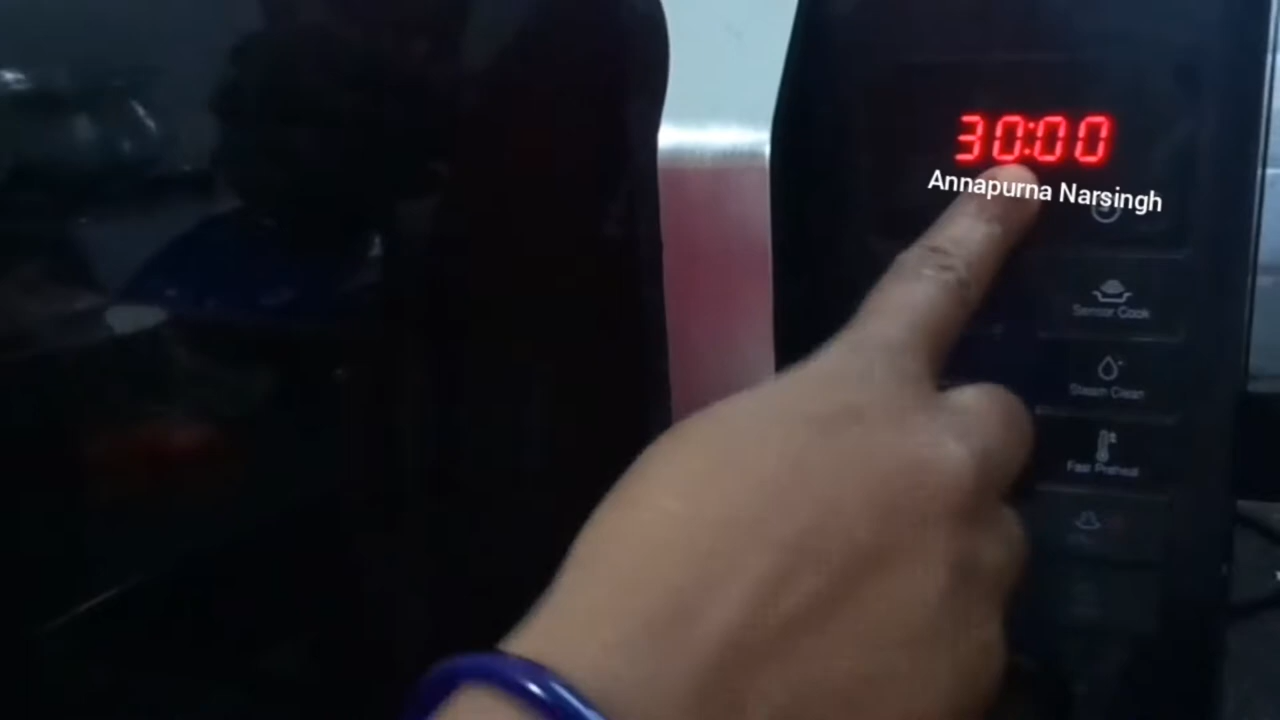 30:00
Annapurna Narsingh
Sensor Cook
Steam Clean
Fast Preheat